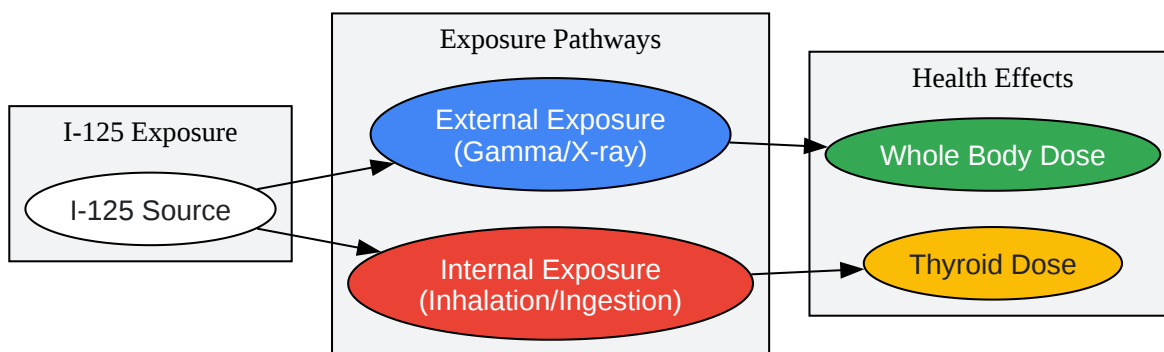 I-125 Exposure
I-125 Source
Exposure Pathways
External Exposure
(Gamma/X-ray)
Internal Exposure
(Inhalation/Ingestion)
Health Effects
Whole Body Dose
Thyroid Dose